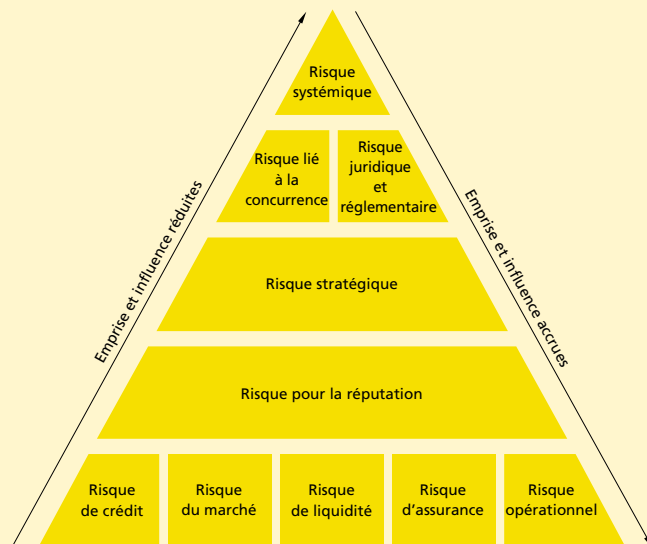 Risque
systémique
Risque lié
à la
concurrence
Risque
juridique
et
réglementaire
Emprise et influence réduites
Emprise et influence accrues
Risque stratégique
Risque pour la réputation
Risque
de crédit
Risque
du marché
Risque
de liquidité
Risque
d'assurance
Risque
opérationnel